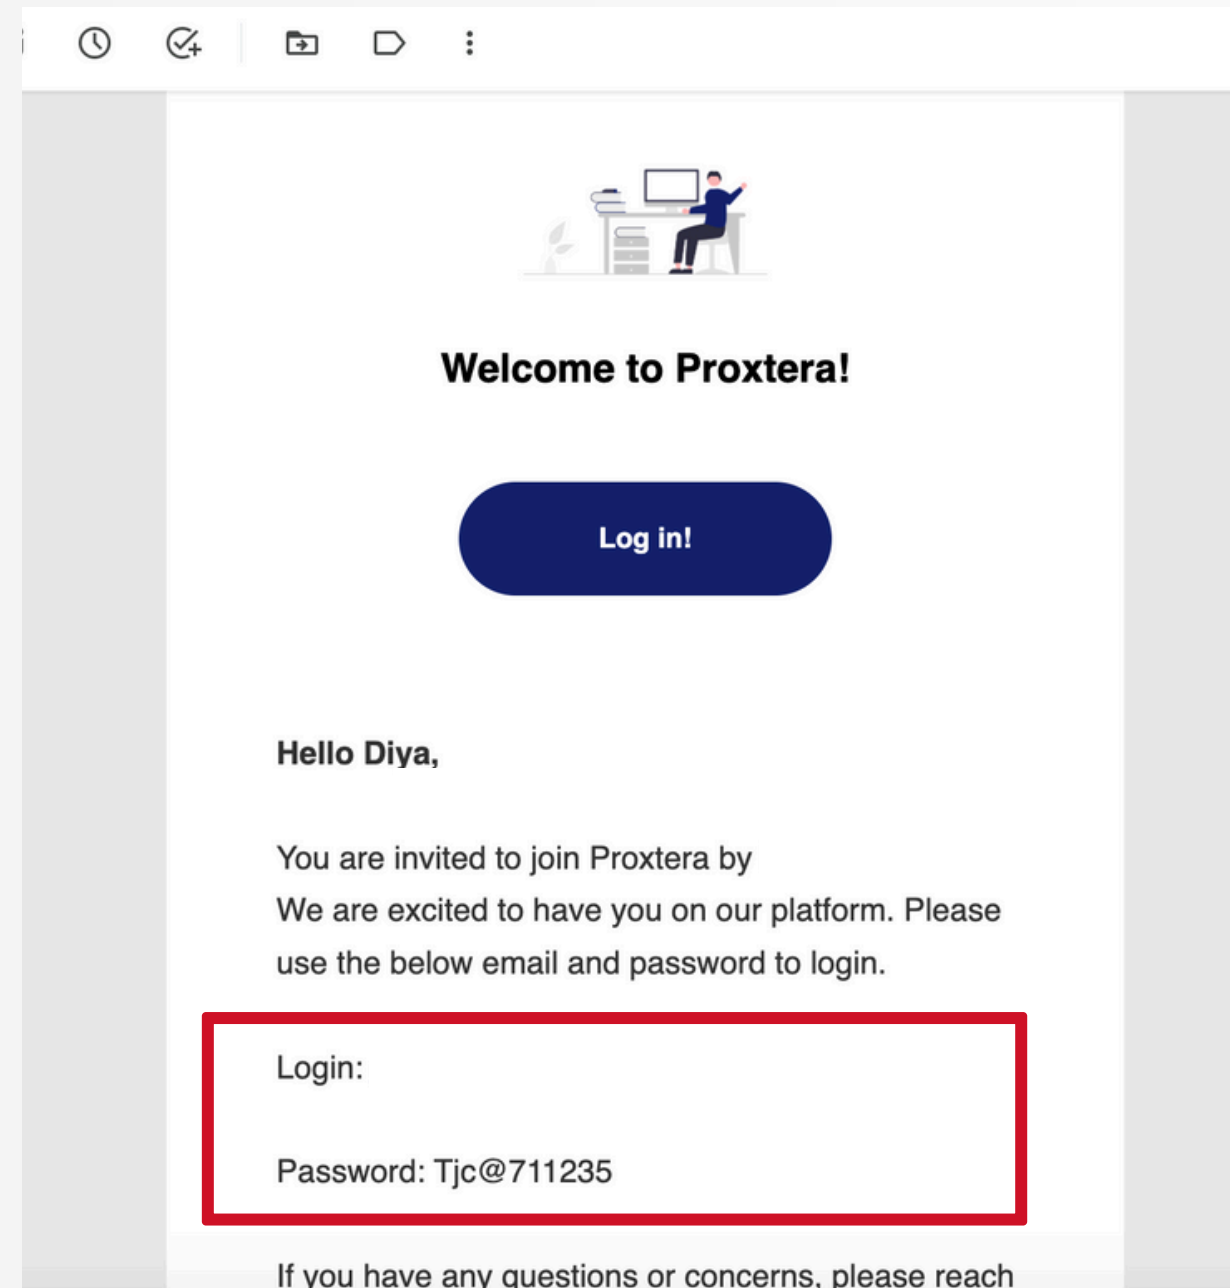 Welcome to Proxtera!
Log in!
Hello Diya,
You are invited to join Proxtera by
We are excited to have you on our platform. Please
use the below email and password to login.
Login:
Password: Tjc@711235
If you have any questions or concerns, please reach